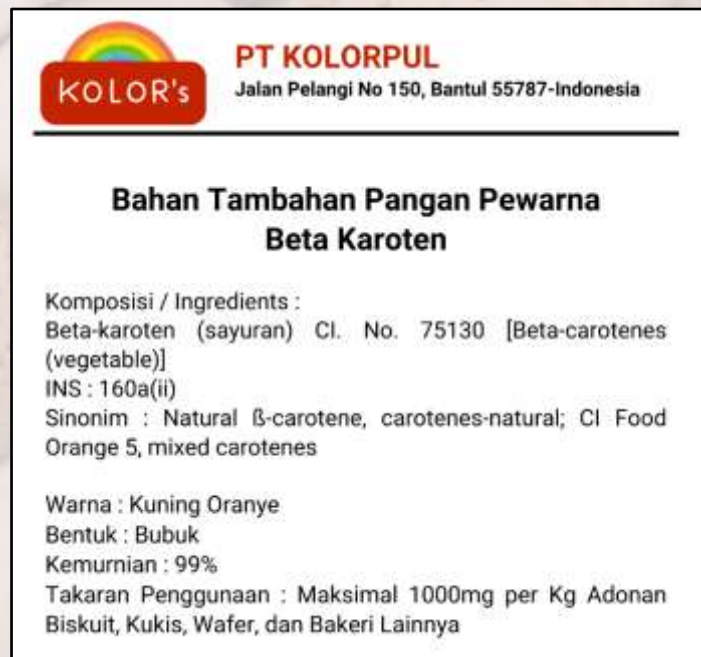 KOLOR's
PT KOLORPUL
Jalan Pelangi No 150, Bantul 55787-Indonesia
Bahan Tambahan Pangan Pewarna
Beta Karoten
Komposisi / Ingredients :
Beta-karoten (sayuran) CI. No. 75130 [Beta-carotenes
(vegetable)]
INS : 160a(ii)
Sinonim : Natural ß-carotene, carotenes-natural; CI Food
Orange 5, mixed carotenes
Warna : Kuning Oranye
Bentuk : Bubuk
Kemurnian : 99%
Takaran Penggunaan : Maksimal 1000mg per Kg Adonan
Biskuit, Kukis, Wafer, dan Bakeri Lainnya